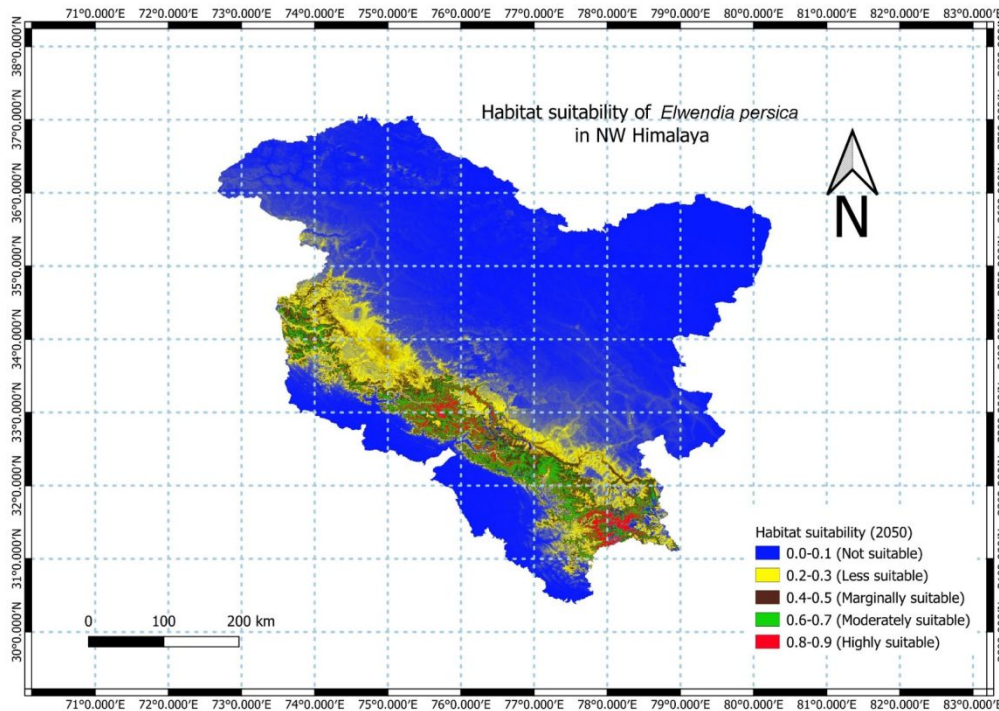 71°0.000'E 72°0.000'E 73°0.000'E 74°0.000'E 75°0.000'E 76°0.000'E 77°0.000'E 78°0.000'E 79°0.000'E 80°0.000'E 81°0.000'E 82°0.000'E 83°0.000'E
38°0.000'N
37°0.000'N
36°0.000'N
35°0.000'N
34°0.000'N
33°0.000'N
32°0.000'N
31°0.000'N
30°0.000'N
Habitat suitability of Elwendia persica
in NW Himalaya
N
Habitat suitability (2050)
0.0-0.1 (Not suitable)
0.2-0.3 (Less suitable)
0.4-0.5 (Marginally suitable)
0.6-0.7 (Moderately suitable)
0.8-0.9 (Highly suitable)
0 100 200 km
71°0.000'E 72°0.000'E 73°0.000'E 74°0.000'E 75°0.000'E 76°0.000'E 77°0.000'E 78°0.000'E 79°0.000'E 80°0.000'E 81°0.000'E 82°0.000'E 83°0.000'E